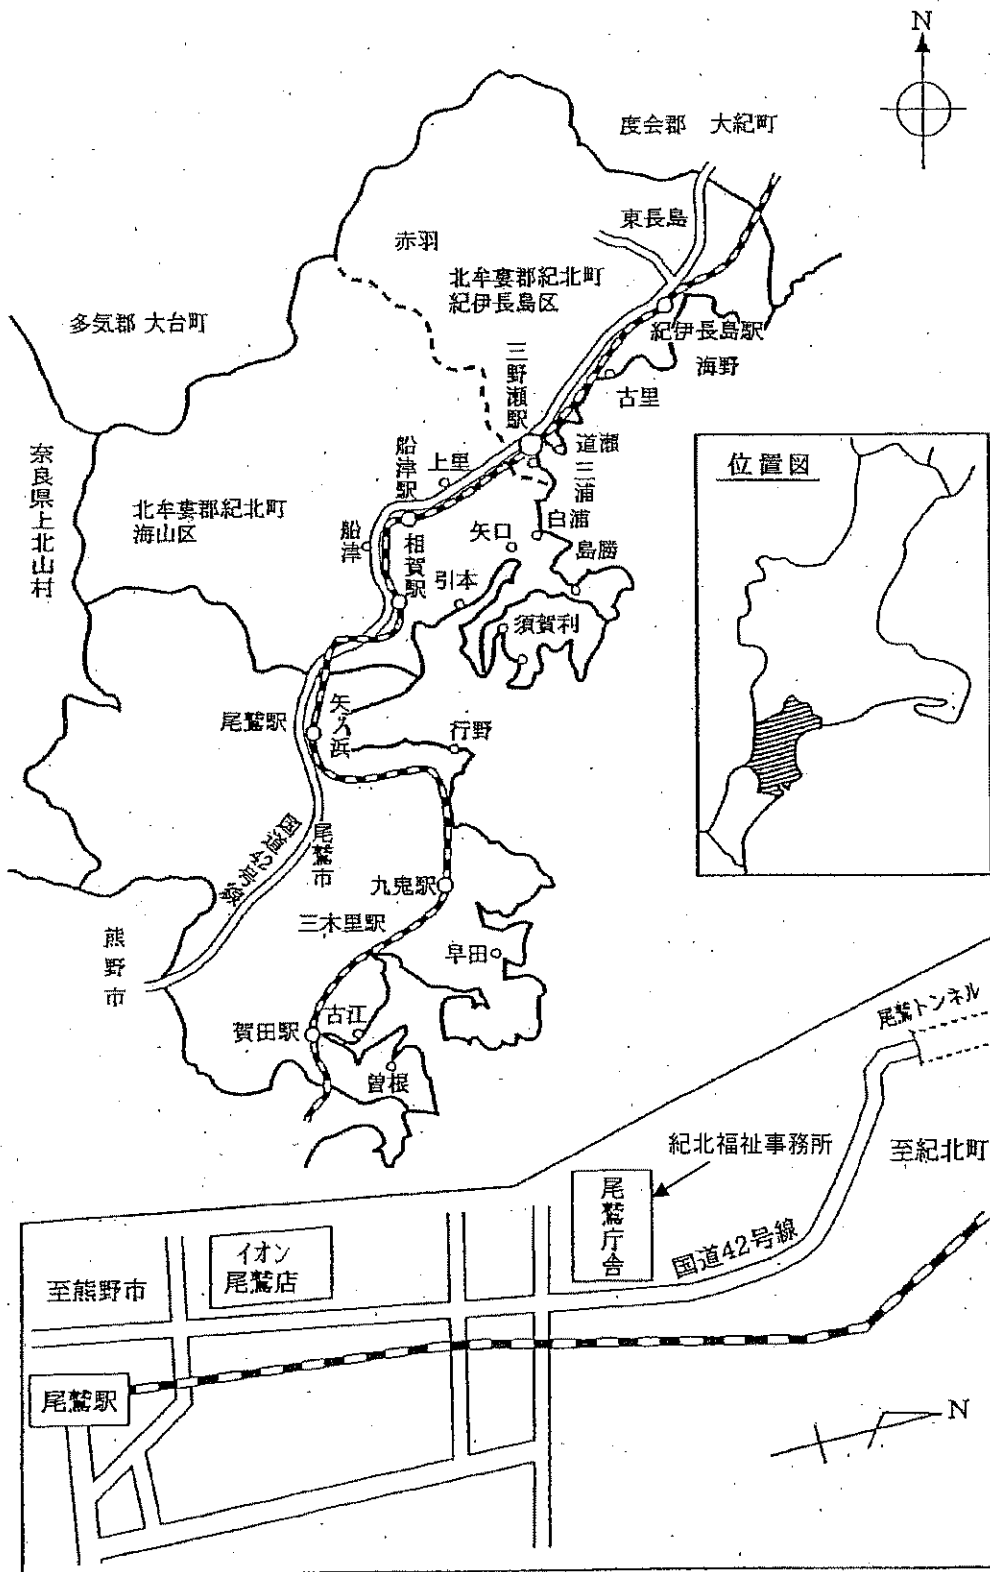 N
度会郡 大紀町
東長島
赤羽
北牟婁郡紀北町
紀伊長島区
多気郡 大台町
紀伊長島駅
海野
三野瀬駅
古里
道瀬
三浦
奈良県上北山村
船津駅
上里
北牟婁郡紀北町
海山区
船津
相賀駅
矢口
白浦
島勝
引本
須賀利
位置図
尾鷲駅
矢ノ浜
行野
国道42号線
尾鷲市
九鬼駅
三木里駅
早田
熊野市
賀田駅
古江
曽根
尾鷲トンネル
紀北福祉事務所
至紀北町
尾鷲庁舎
イオン
尾鷲店
国道42号線
至熊野市
尾鷲駅
N